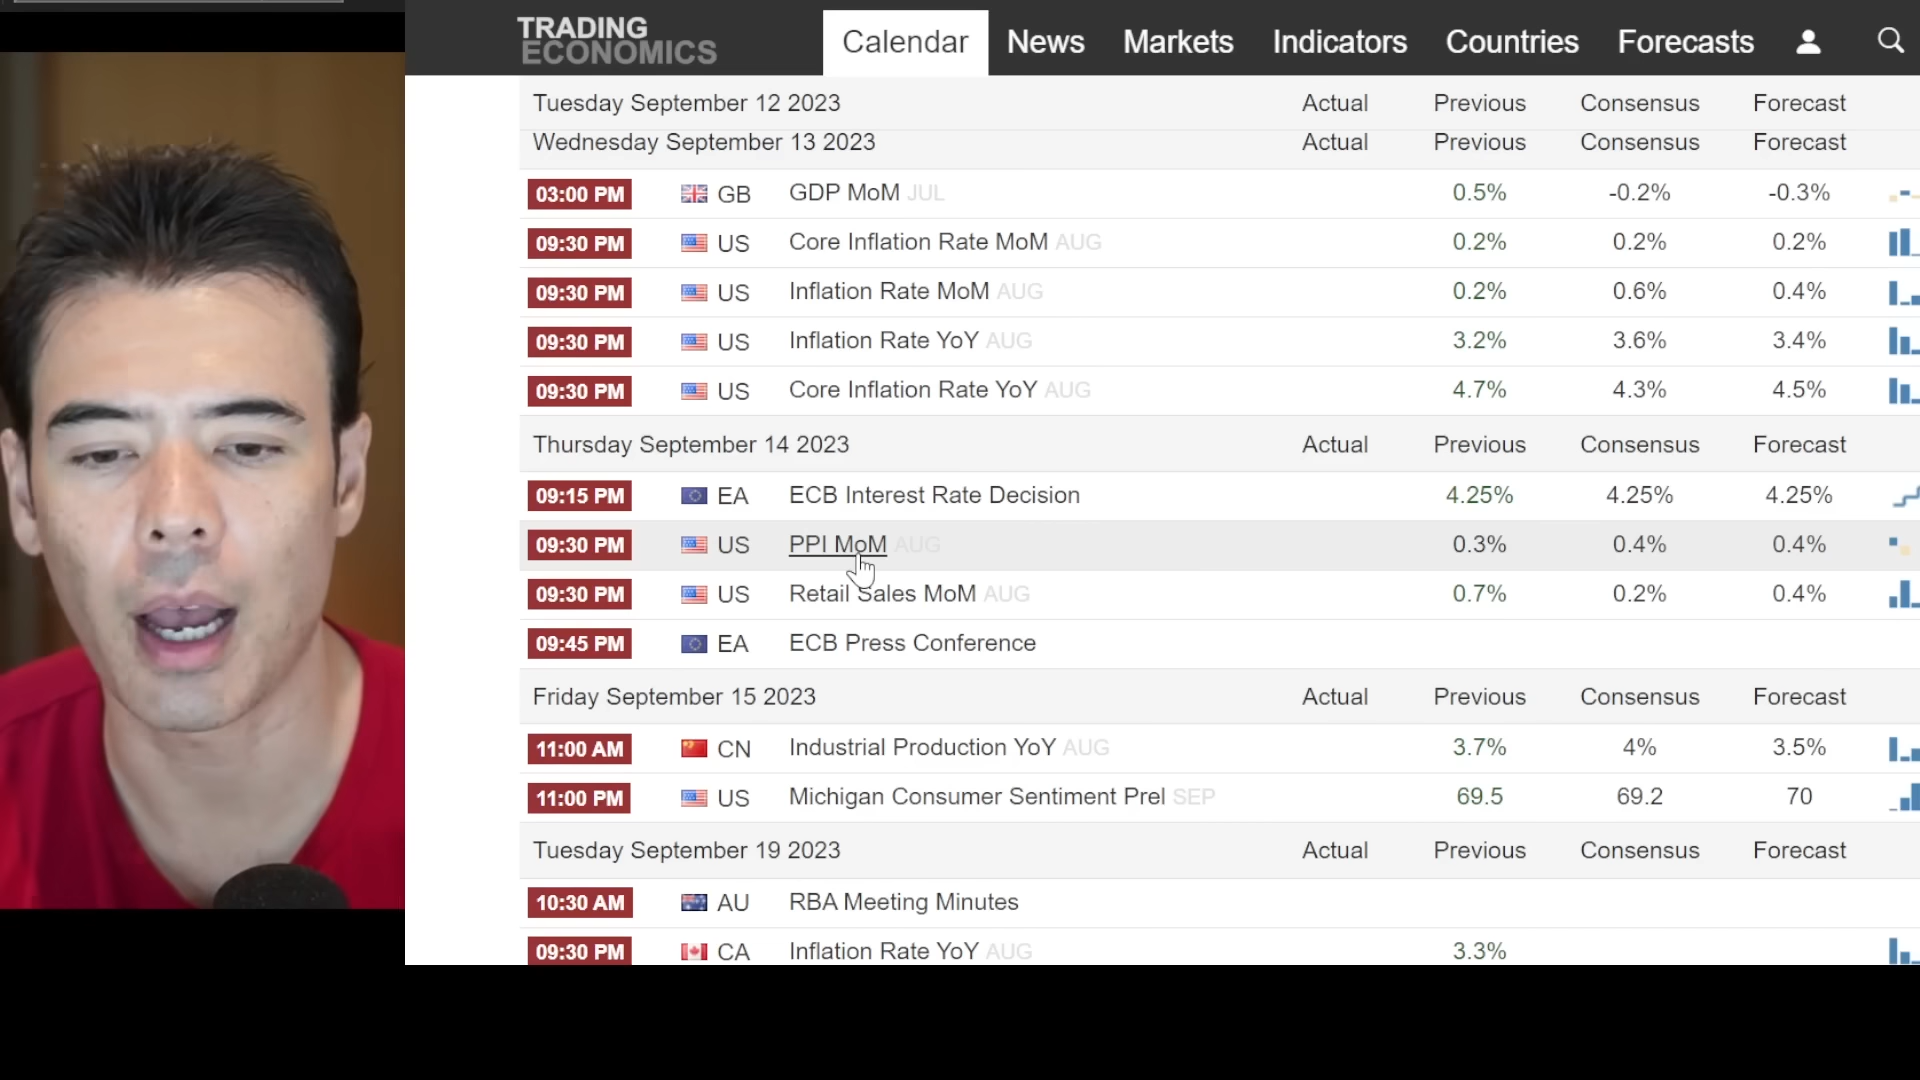 TRADING
ECONOMICS
Calendar News Markets Indicators Countries Forecasts
Tuesday September 12 2023 Actual Previous Consensus Forecast
Wednesday September 13 2023 Actual Previous Consensus Forecast
03:00 PM GB GDP MoM JUL 0.5% -0.2% -0.3%
09:30 PM US Core Inflation Rate MoM AUG 0.2% 0.2% 0.2%
09:30 PM US Inflation Rate MoM AUG 0.2% 0.6% 0.4%
09:30 PM US Inflation Rate YoY AUG 3.2% 3.6% 3.4%
09:30 PM US Core Inflation Rate YoY AUG 4.7% 4.3% 4.5%
Thursday September 14 2023 Actual Previous Consensus Forecast
09:15 PM EA ECB Interest Rate Decision 4.25% 4.25% 4.25%
09:30 PM US PPI MoM AUG 0.3% 0.4% 0.4%
09:30 PM US Retail Sales MoM AUG 0.7% 0.2% 0.4%
09:45 PM EA ECB Press Conference
Friday September 15 2023 Actual Previous Consensus Forecast
11:00 AM CN Industrial Production YoY AUG 3.7% 4% 3.5%
11:00 PM US Michigan Consumer Sentiment Prel SEP 69.5 69.2 70
Tuesday September 19 2023 Actual Previous Consensus Forecast
10:30 AM AU RBA Meeting Minutes
09:30 PM CA Inflation Rate YoY AUG 3.3%